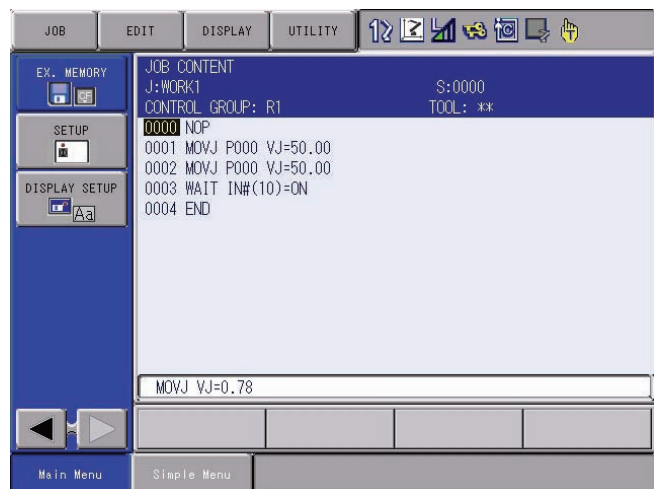 JOB EDIT DISPLAY UTILITY
EX. MEMORY
CF
SETUP
DISPLAY SETUP
Aa
JOB CONTENT
J:WORK1 S:0000
CONTROL GROUP: R1 TOOL: **
0000 NOP
0001 MOVJ P000 VJ=50.00
0002 MOVJ P000 VJ=50.00
0003 WAIT IN#(10)=ON
0004 END
MOVJ VJ=0.78
Main Menu Simple Menu